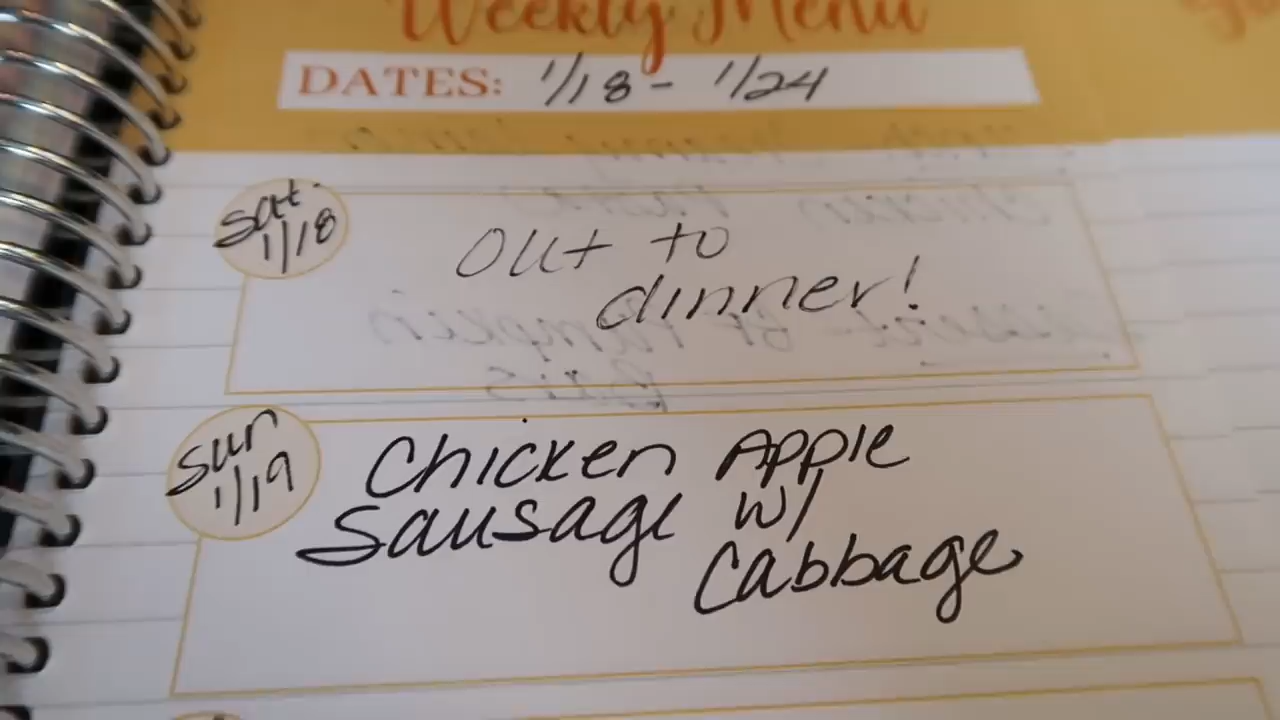 Weekly Menu
DATES: 1/18 - 1/24
Sat.
1/18
Out to
dinner!
Sun
1/19
Chicken Apple
Sausage w/
Cabbage